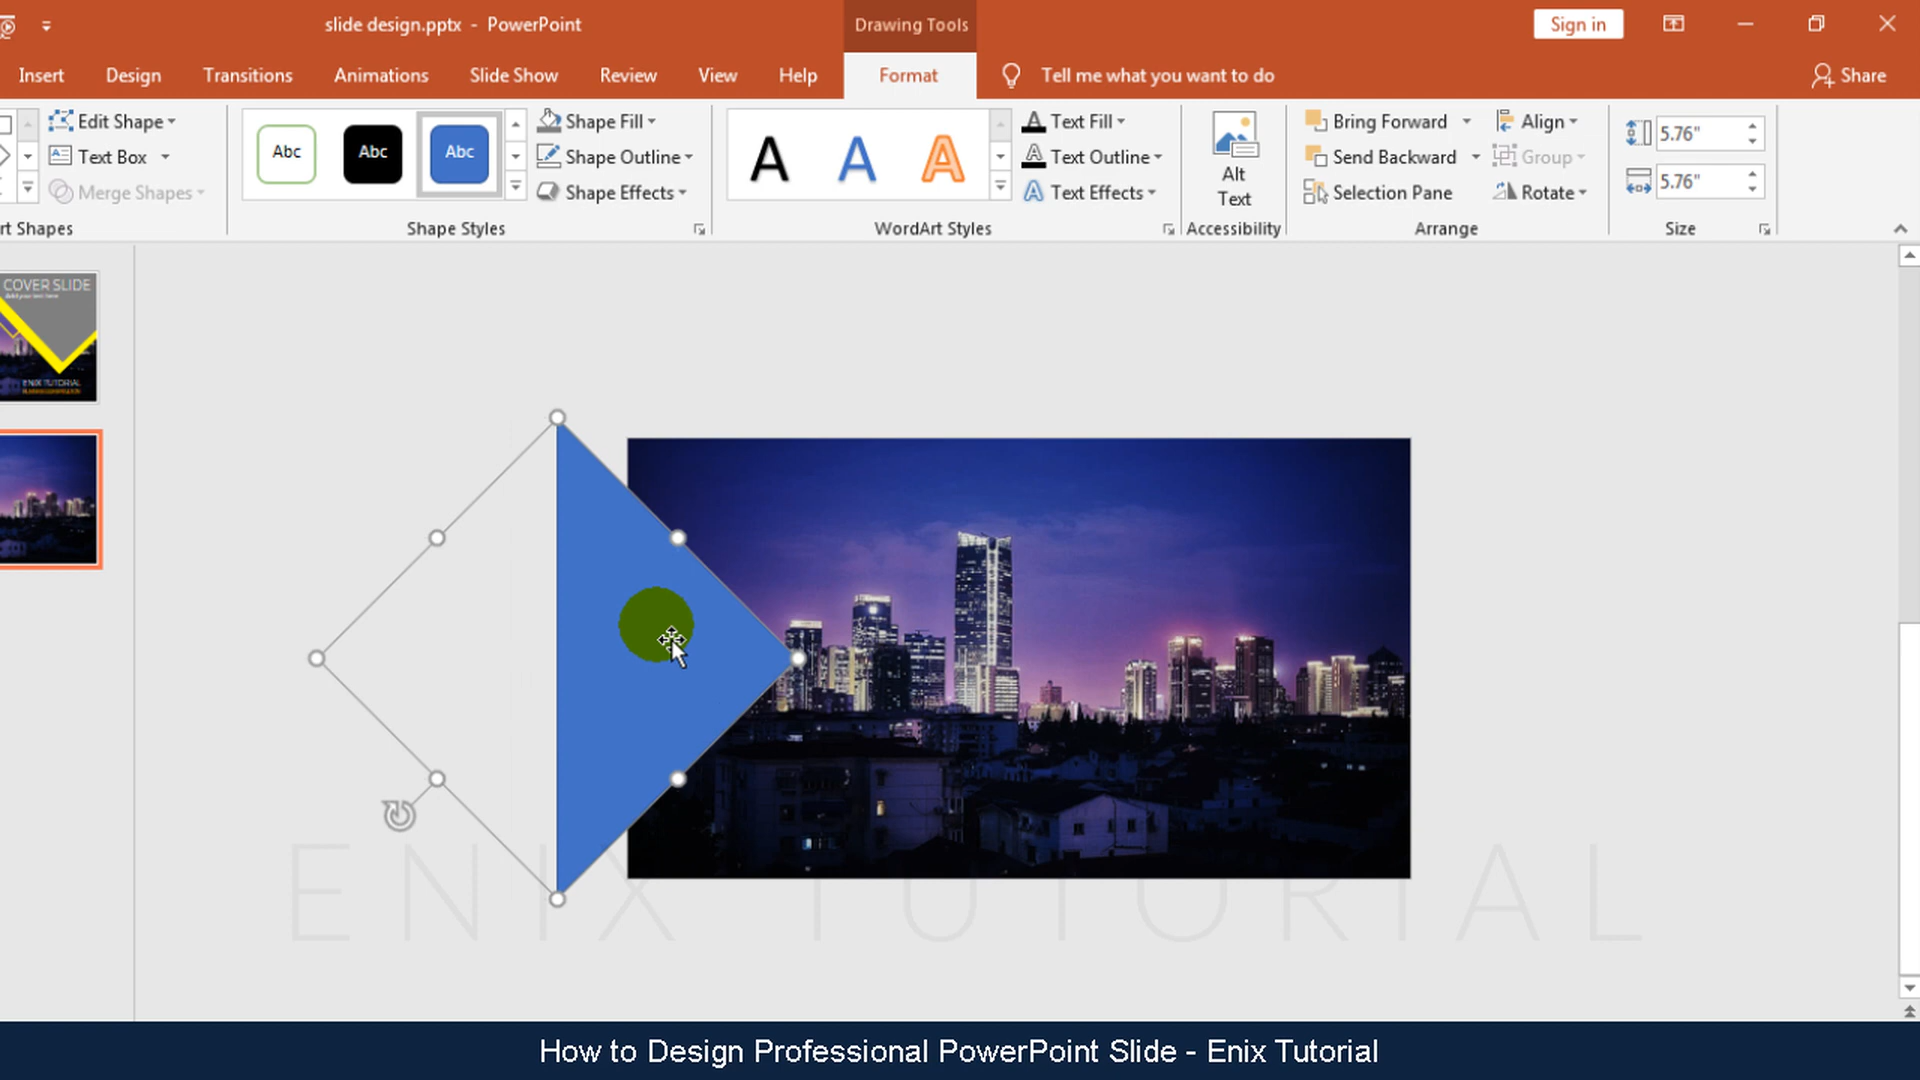 slide design.pptx - PowerPoint
Drawing Tools
Sign in
Insert
Design
Transitions
Animations
Slide Show
Review
View
Help
Format
Tell me what you want to do
Share
Edit Shape
Text Box
Merge Shapes
rt Shapes
Abc
Abc
Abc
Shape Fill
Shape Outline
Shape Effects
Shape Styles
A
A
A
Text Fill
Text Outline
Text Effects
WordArt Styles
Alt
Text
Accessibility
Bring Forward
Send Backward
Selection Pane
Align
Group
Rotate
Arrange
5.76"
5.76"
Size
COVER SLIDE
Add your text here
ENIX TUTORIAL
ENIX TUTORIAL
How to Design Professional PowerPoint Slide - Enix Tutorial